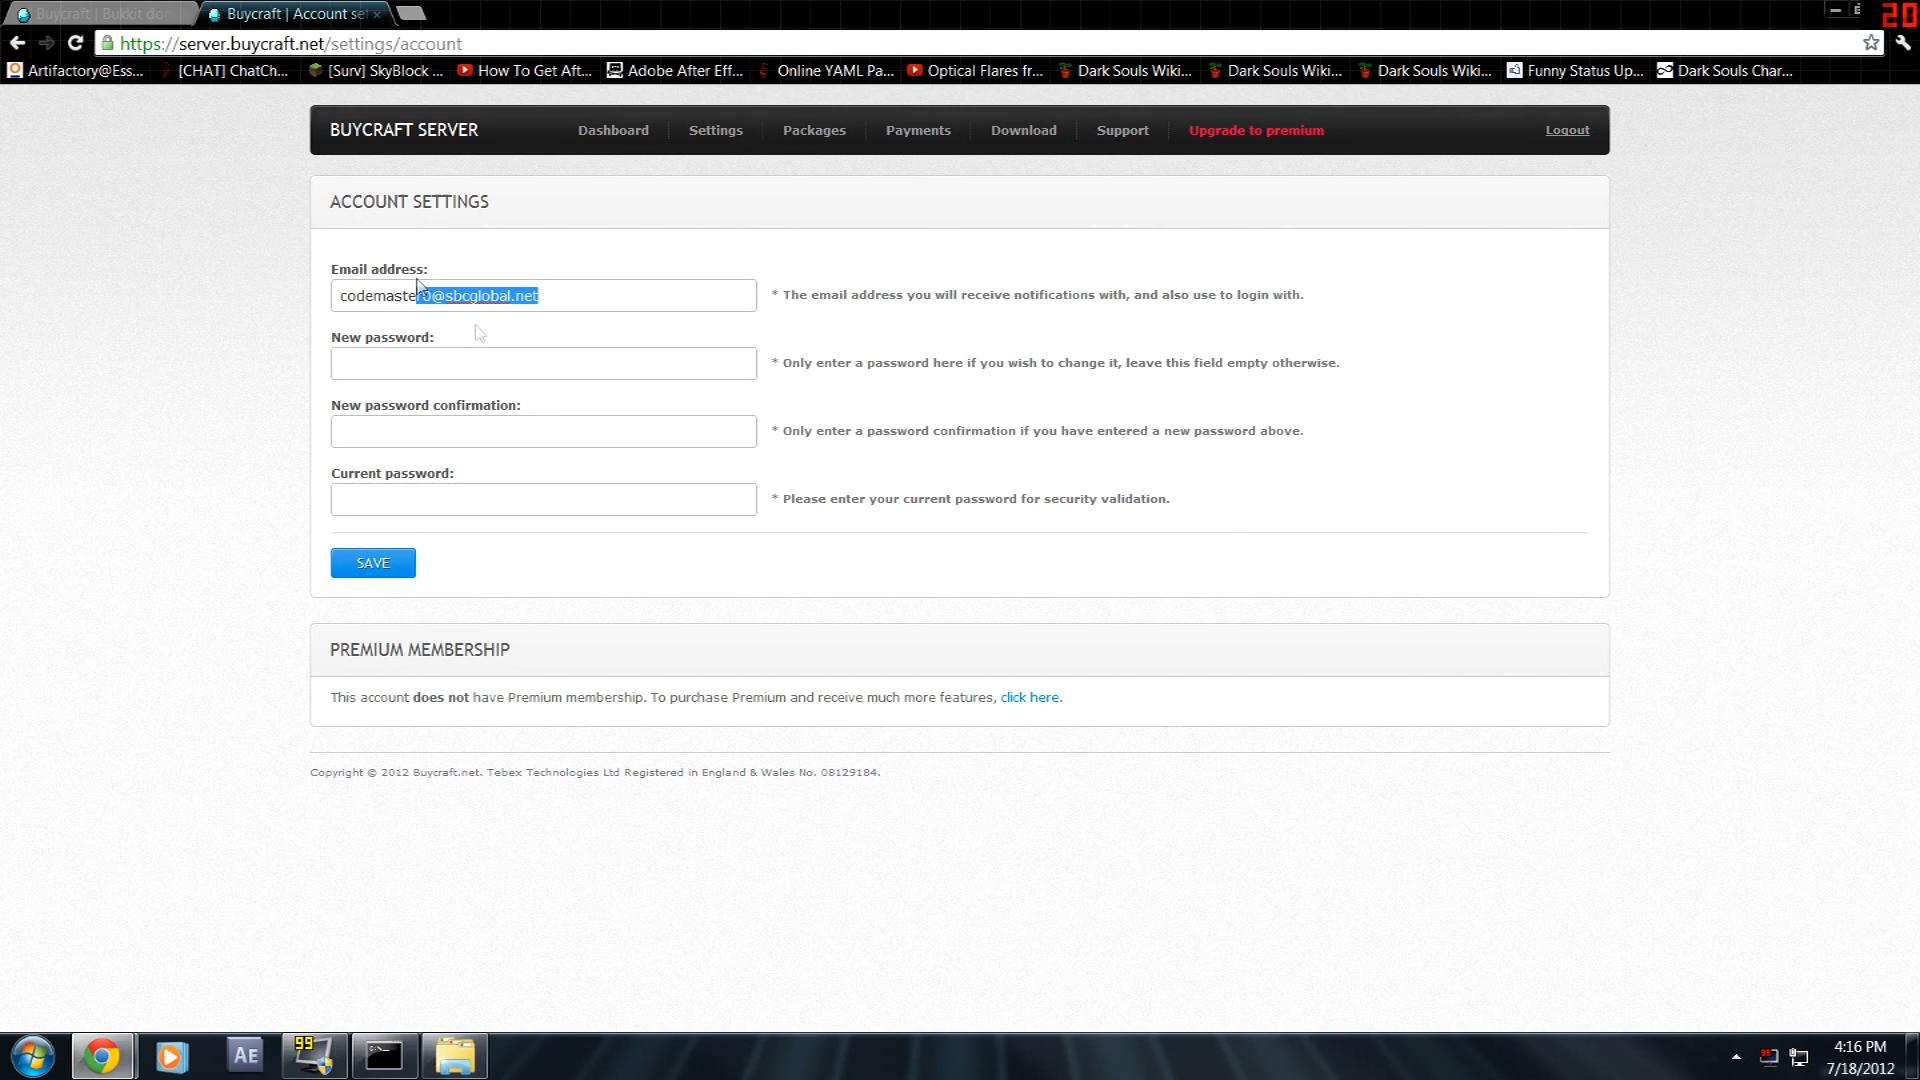 Buycraft | Bukkit do
Buycraft | Account se
20
https://server.buycraft.net/settings/account
Artifactory@Ess...
[CHAT] ChatCh...
[Surv] SkyBlock ...
How To Get Aft...
Adobe After Eff...
Online YAML Pa...
Optical Flares fr...
Dark Souls Wiki...
Dark Souls Wiki...
Dark Souls Wiki...
Funny Status Up...
Dark Souls Char...
BUYCRAFT SERVER
Dashboard
Settings
Packages
Payments
Download
Support
Upgrade to premium
Logout
ACCOUNT SETTINGS
Email address:
codemaster0@sbcglobal.net
* The email address you will receive notifications with, and also use to login with.
New password:
* Only enter a password here if you wish to change it, leave this field empty otherwise.
New password confirmation:
* Only enter a password confirmation if you have entered a new password above.
Current password:
* Please enter your current password for security validation.
SAVE
PREMIUM MEMBERSHIP
This account does not have Premium membership. To purchase Premium and receive much more features, click here.
Copyright © 2012 Buycraft.net. Tebex Technologies Ltd Registered in England & Wales No. 08129184.
AE
99
4:16 PM
7/18/2012